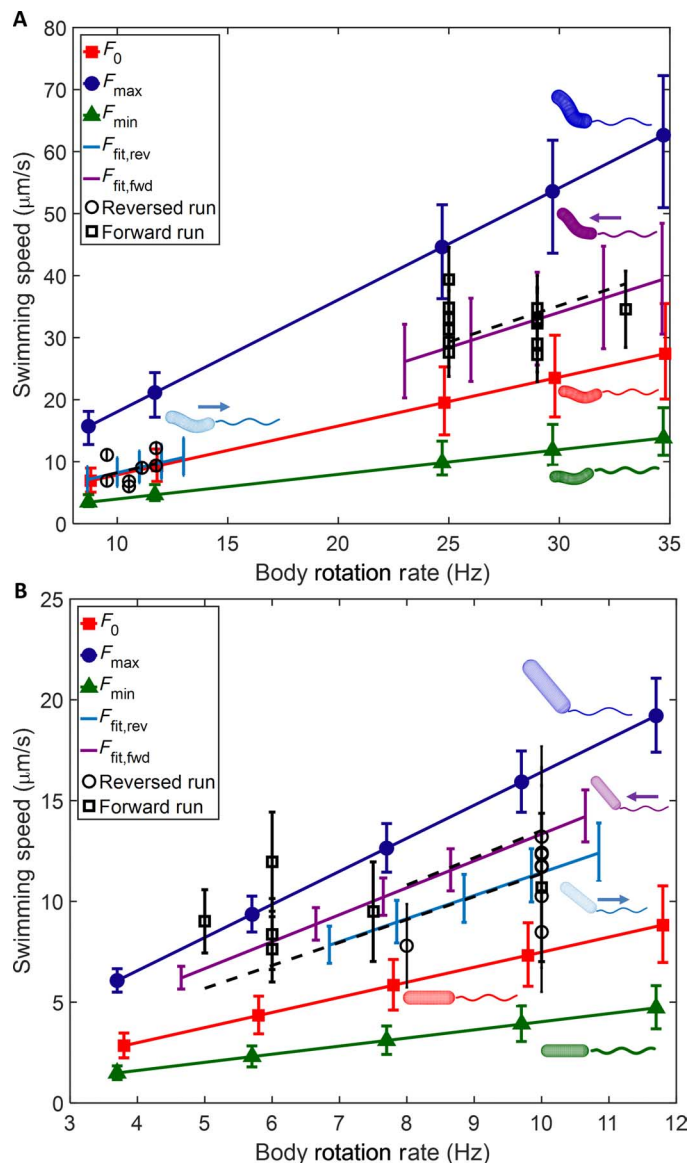 A
80
70
60
50
40
30
20
10
0
Swimming speed (μm/s)
F0
Fmax
Fmin
Ffit,rev
Ffit,fwd
Reversed run
Forward run
10 15 20 25 30 35
Body rotation rate (Hz)
B
25
20
15
10
5
0
Swimming speed (μm/s)
F0
Fmax
Fmin
Ffit,rev
Ffit,fwd
Reversed run
Forward run
3 4 5 6 7 8 9 10 11 12
Body rotation rate (Hz)